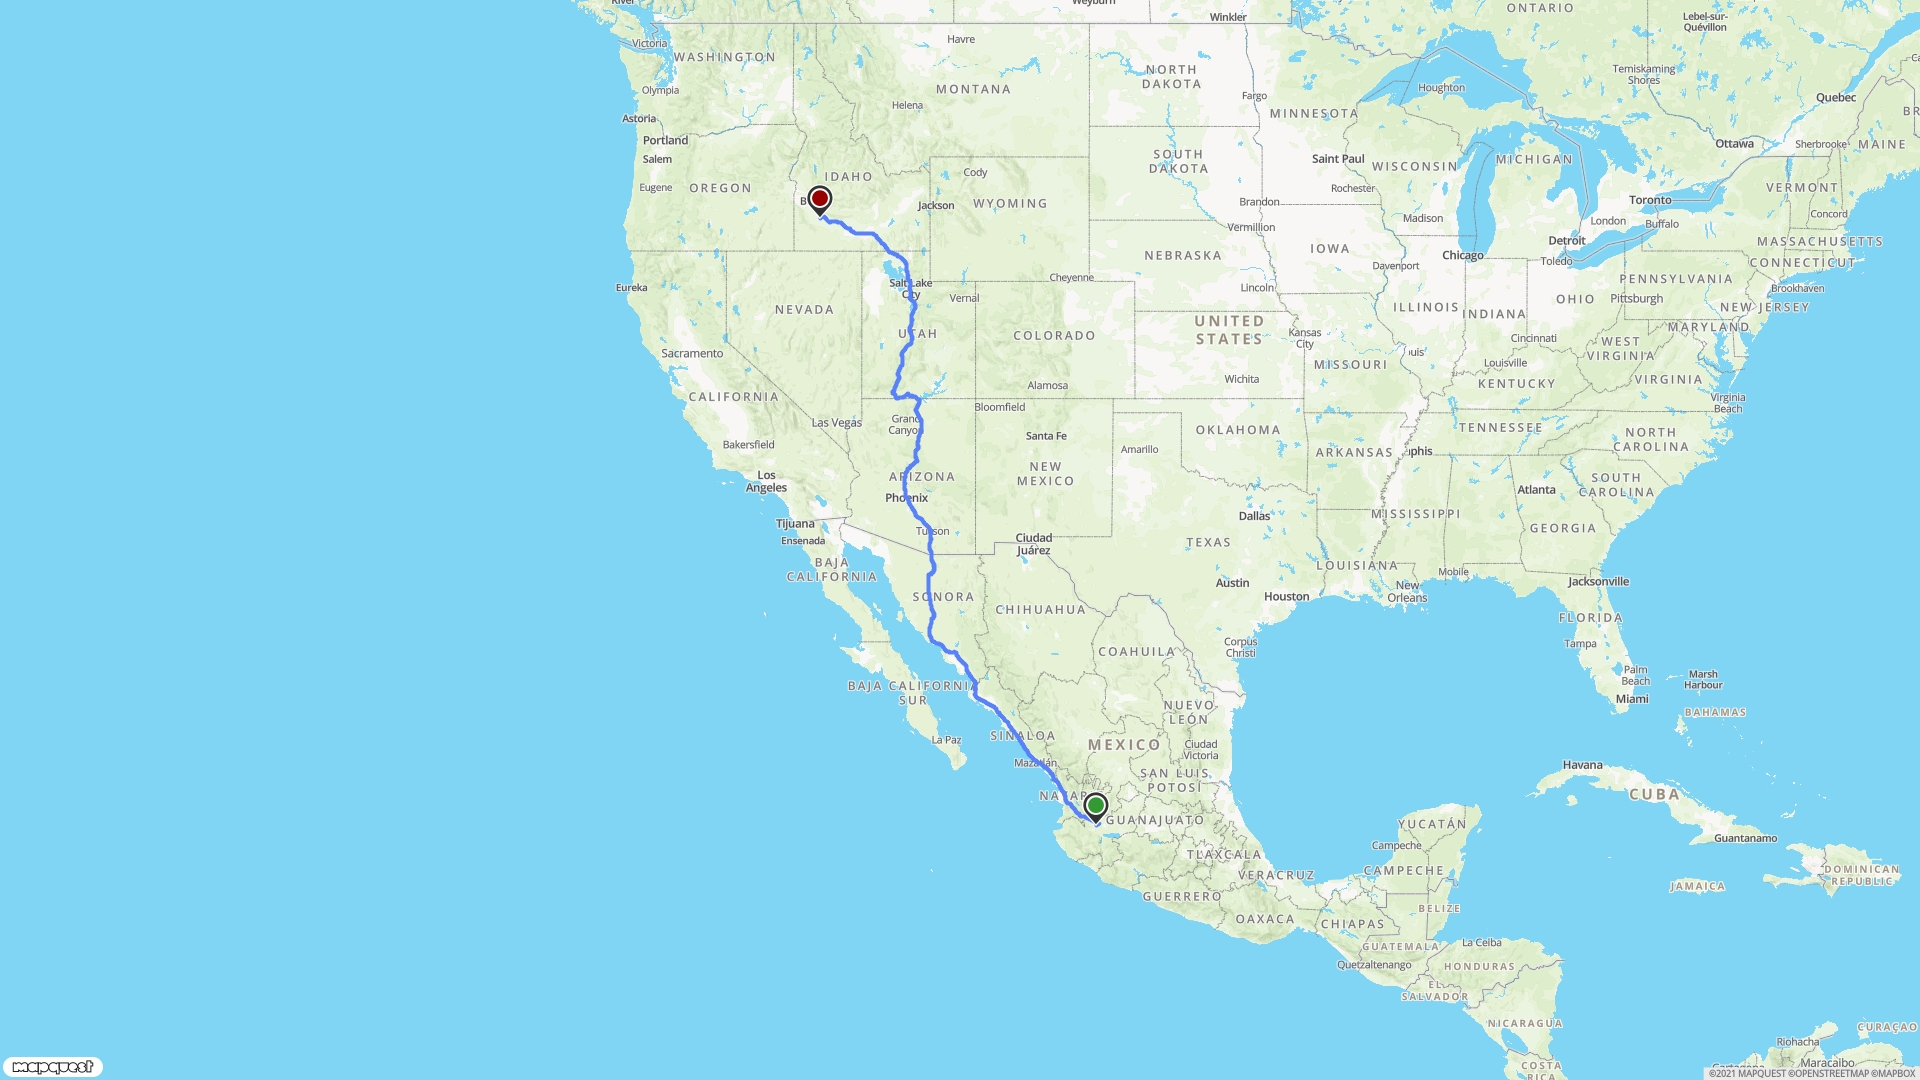 River
Weyburn
Winkler
ONTARIO
Lebel-sur-
Quévillon
Victoria
WASHINGTON
Havre
NORTH
DAKOTA
Temiskaming
Shores
Olympia
MONTANA
Fargo
Houghton
Quebec
Helena
MINNESOTA
Astoria
Portland
Salem
Saint Paul
WISCONSIN
MICHIGAN
Ottawa
Sherbrooke
MAINE
SOUTH
DAKOTA
Eugene
OREGON
IDAHO
Cody
Rochester
VERMONT
Jackson
WYOMING
Brandon
Toronto
Concord
Madison
London
Buffalo
Vermillion
Detroit
MASSACHUSETTS
IOWA
NEBRASKA
Chicago
Toledo
CONNECTICUT
Davenport
Cheyenne
PENNSYLVANIA
Eureka
Salt Lake
City
Lincoln
Brookhaven
Vernal
OHIO
Pittsburgh
NEVADA
ILLINOIS
INDIANA
NEW JERSEY
UNITED
STATES
MARYLAND
UTAH
COLORADO
Kansas
City
Cincinnati
WEST
VIRGINIA
Sacramento
MISSOURI
Louisville
Wichita
KENTUCKY
VIRGINIA
Alamosa
CALIFORNIA
Virginia
Beach
Bloomfield
Las Vegas
Grand
Canyon
TENNESSEE
OKLAHOMA
NORTH
CAROLINA
Santa Fe
Bakersfield
Amarillo
ARKANSAS
Los
Angeles
ARIZONA
NEW
MEXICO
SOUTH
CAROLINA
Phoenix
Atlanta
Dallas
MISSISSIPPI
Tijuana
GEORGIA
Tucson
Ensenada
Ciudad
Juárez
TEXAS
BAJA
CALIFORNIA
LOUISIANA
Mobile
Austin
Jacksonville
New
Orleans
SONORA
Houston
CHIHUAHUA
FLORIDA
Corpus
Christi
Tampa
COAHUILA
Palm
Beach
Marsh
Harbour
BAJA CALIFORNIA
SUR
Miami
NUEVO
LEÓN
BAHAMAS
SINALOA
La Paz
MEXICO
Ciudad
Victoria
Mazatlán
Havana
SAN LUIS
POTOSÍ
CUBA
GUANAJUATO
YUCATÁN
Guantanamo
Campeche
TLAXCALA
CAMPECHE
VERACRUZ
DOMINICAN
REPUBLIC
JAMAICA
GUERRERO
BELIZE
OAXACA
CHIAPAS
GUATEMALA
La Ceiba
Quetzaltenango
HONDURAS
EL
SALVADOR
NICARAGUA
CURAÇAO
Riohacha
COSTA
RICA
Maracaibo
mapquest
©2021 MAPQUEST ©OPENSTREETMAP ©MAPBOX